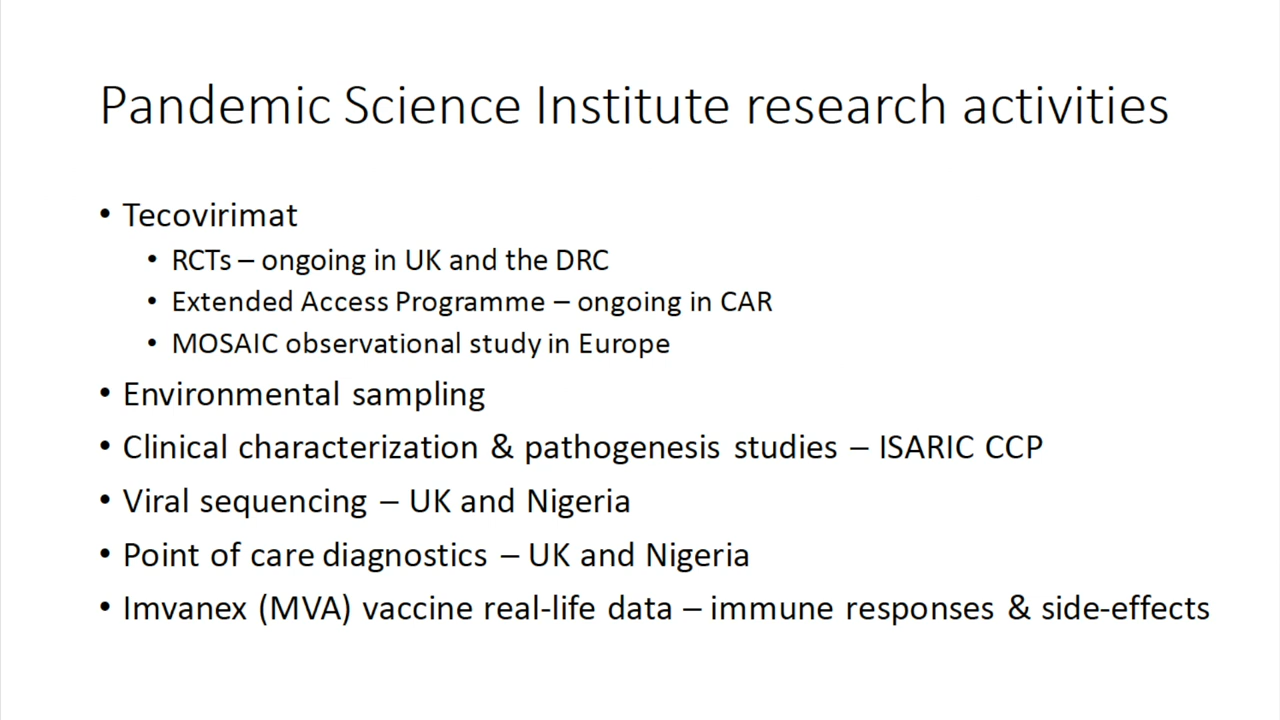 Pandemic Science Institute research activities
• Tecovirimat
• RCTs – ongoing in UK and the DRC
• Extended Access Programme – ongoing in CAR
• MOSAIC observational study in Europe
• Environmental sampling
• Clinical characterization & pathogenesis studies – ISARIC CCP
• Viral sequencing – UK and Nigeria
• Point of care diagnostics – UK and Nigeria
• Imvanex (MVA) vaccine real-life data – immune responses & side-effects